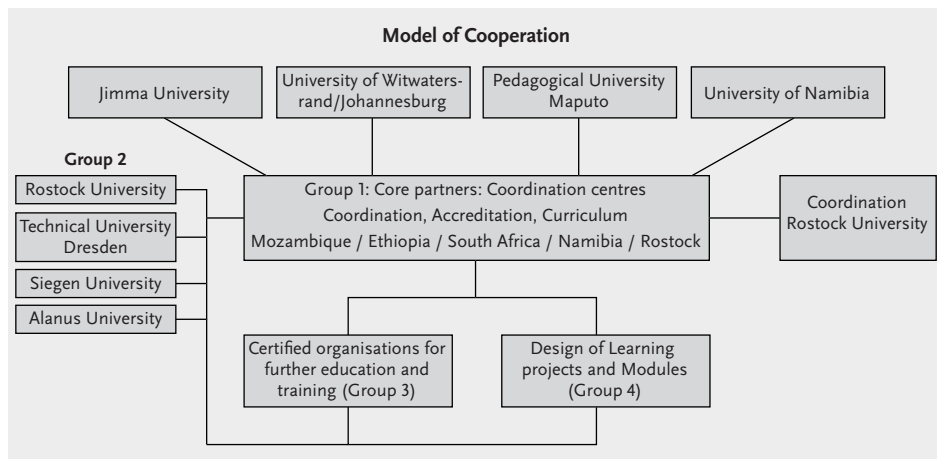 Model of Cooperation
Jimma University
University of Witwaters-
rand/Johannesburg
Pedagogical University
Maputo
University of Namibia
Group 2
Rostock University
Technical University
Dresden
Siegen University
Alanus University
Group 1: Core partners: Coordination centres
Coordination, Accreditation, Curriculum
Mozambique / Ethiopia / South Africa / Namibia / Rostock
Coordination
Rostock University
Certified organisations for
further education and
training (Group 3)
Design of Learning
projects and Modules
(Group 4)